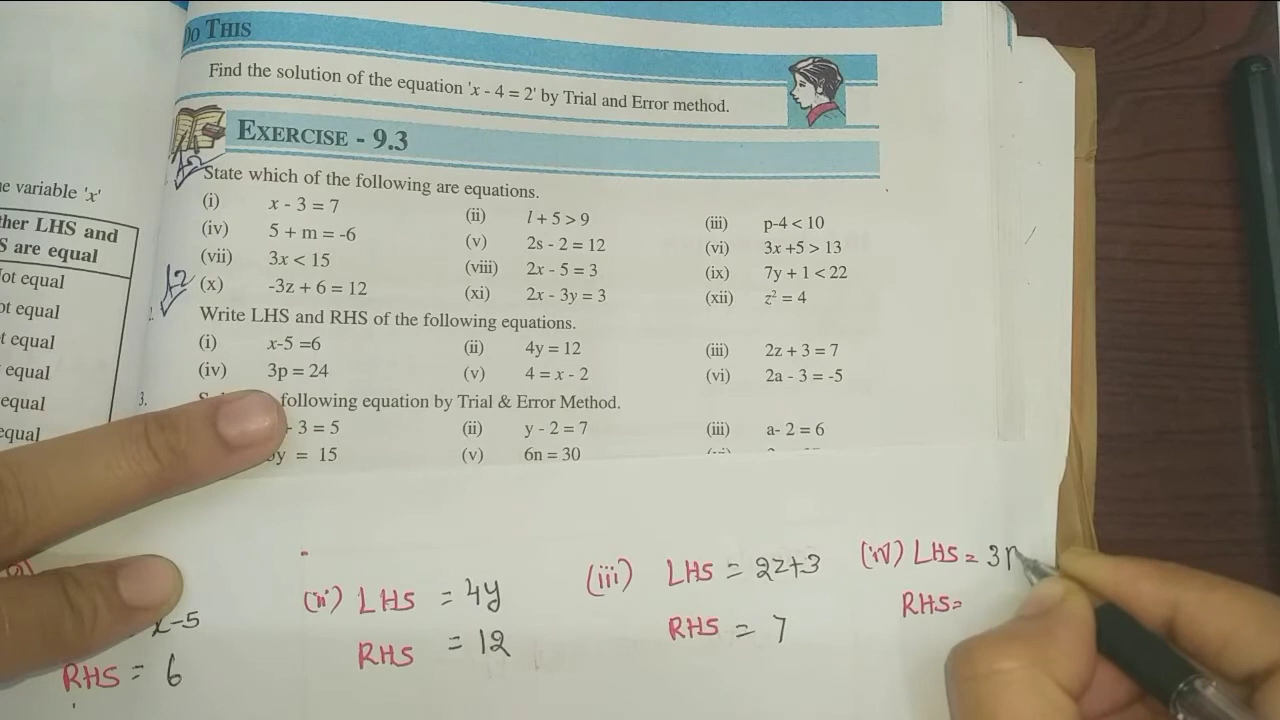 DO THIS
Find the solution of the equation 'x - 4 = 2' by Trial and Error method.
EXERCISE - 9.3
State which of the following are equations.
(i) x - 3 = 7 (ii) l + 5 > 9 (iii) p-4 < 10
(iv) 5 + m = -6 (v) 2s - 2 = 12 (vi) 3x +5 > 13
(vii) 3x < 15 (viii) 2x - 5 = 3 (ix) 7y + 1 < 22
(x) -3z + 6 = 12 (xi) 2x - 3y = 3 (xii) z² = 4
2. Write LHS and RHS of the following equations.
(i) x-5 =6 (ii) 4y = 12 (iii) 2z + 3 = 7
(iv) 3p = 24 (v) 4 = x - 2 (vi) 2a - 3 = -5
3. following equation by Trial & Error Method.
- 3 = 5 (ii) y - 2 = 7 (iii) a- 2 = 6
y = 15 (v) 6n = 30
variable 'x'
LHS and
are equal
equal
equal
equal
equal
equal
equal
x-5
RHS = 6
(ii) LHS = 4y
RHS = 12
(iii) LHS = 2z+3
RHS = 7
(iv) LHS = 3p
RHS=